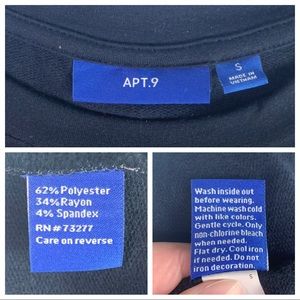 APT.9
S
MADE IN
VIETNAM
62% Polyester
34% Rayon
4% Spandex
RN# 73277
Care on reverse
Wash inside out
before wearing.
Machine wash cold
with like colors.
Gentle cycle. Only
non-chlorine bleach
when needed.
Flat dry. Cool iron
if needed. Do not
iron decoration.
S